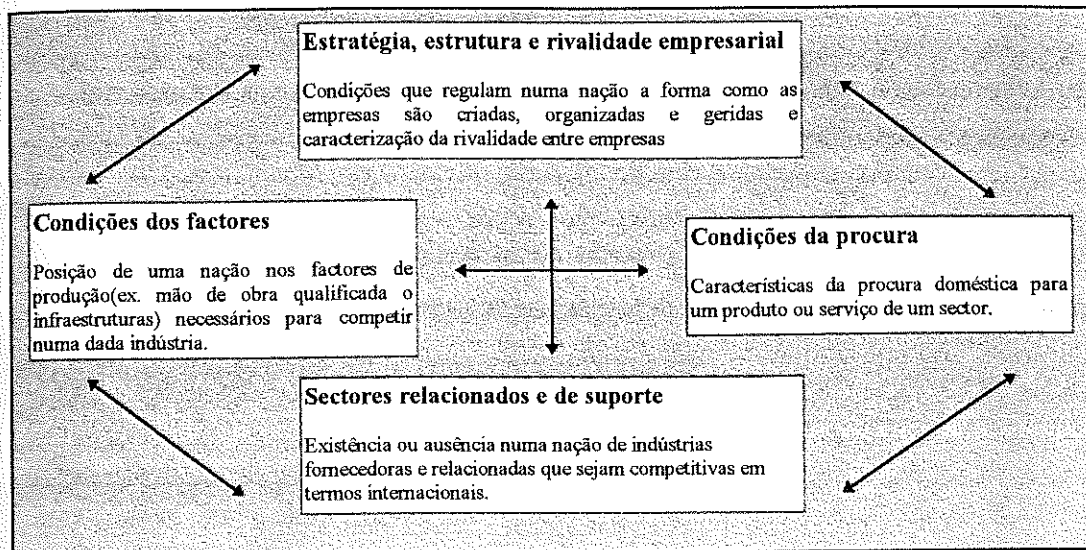 Estratégia, estrutura e rivalidade empresarial
Condições que regulam numa nação a forma como as
empresas são criadas, organizadas e geridas e
caracterização da rivalidade entre empresas
Condições dos factores
Posição de uma nação nos factores de
produção(ex. mão de obra qualificada o
infraestruturas) necessários para competir
numa dada indústria.
Condições da procura
Características da procura doméstica para
um produto ou serviço de um sector.
Sectores relacionados e de suporte
Existência ou ausência numa nação de indústrias
fornecedoras e relacionadas que sejam competitivas em
termos internacionais.